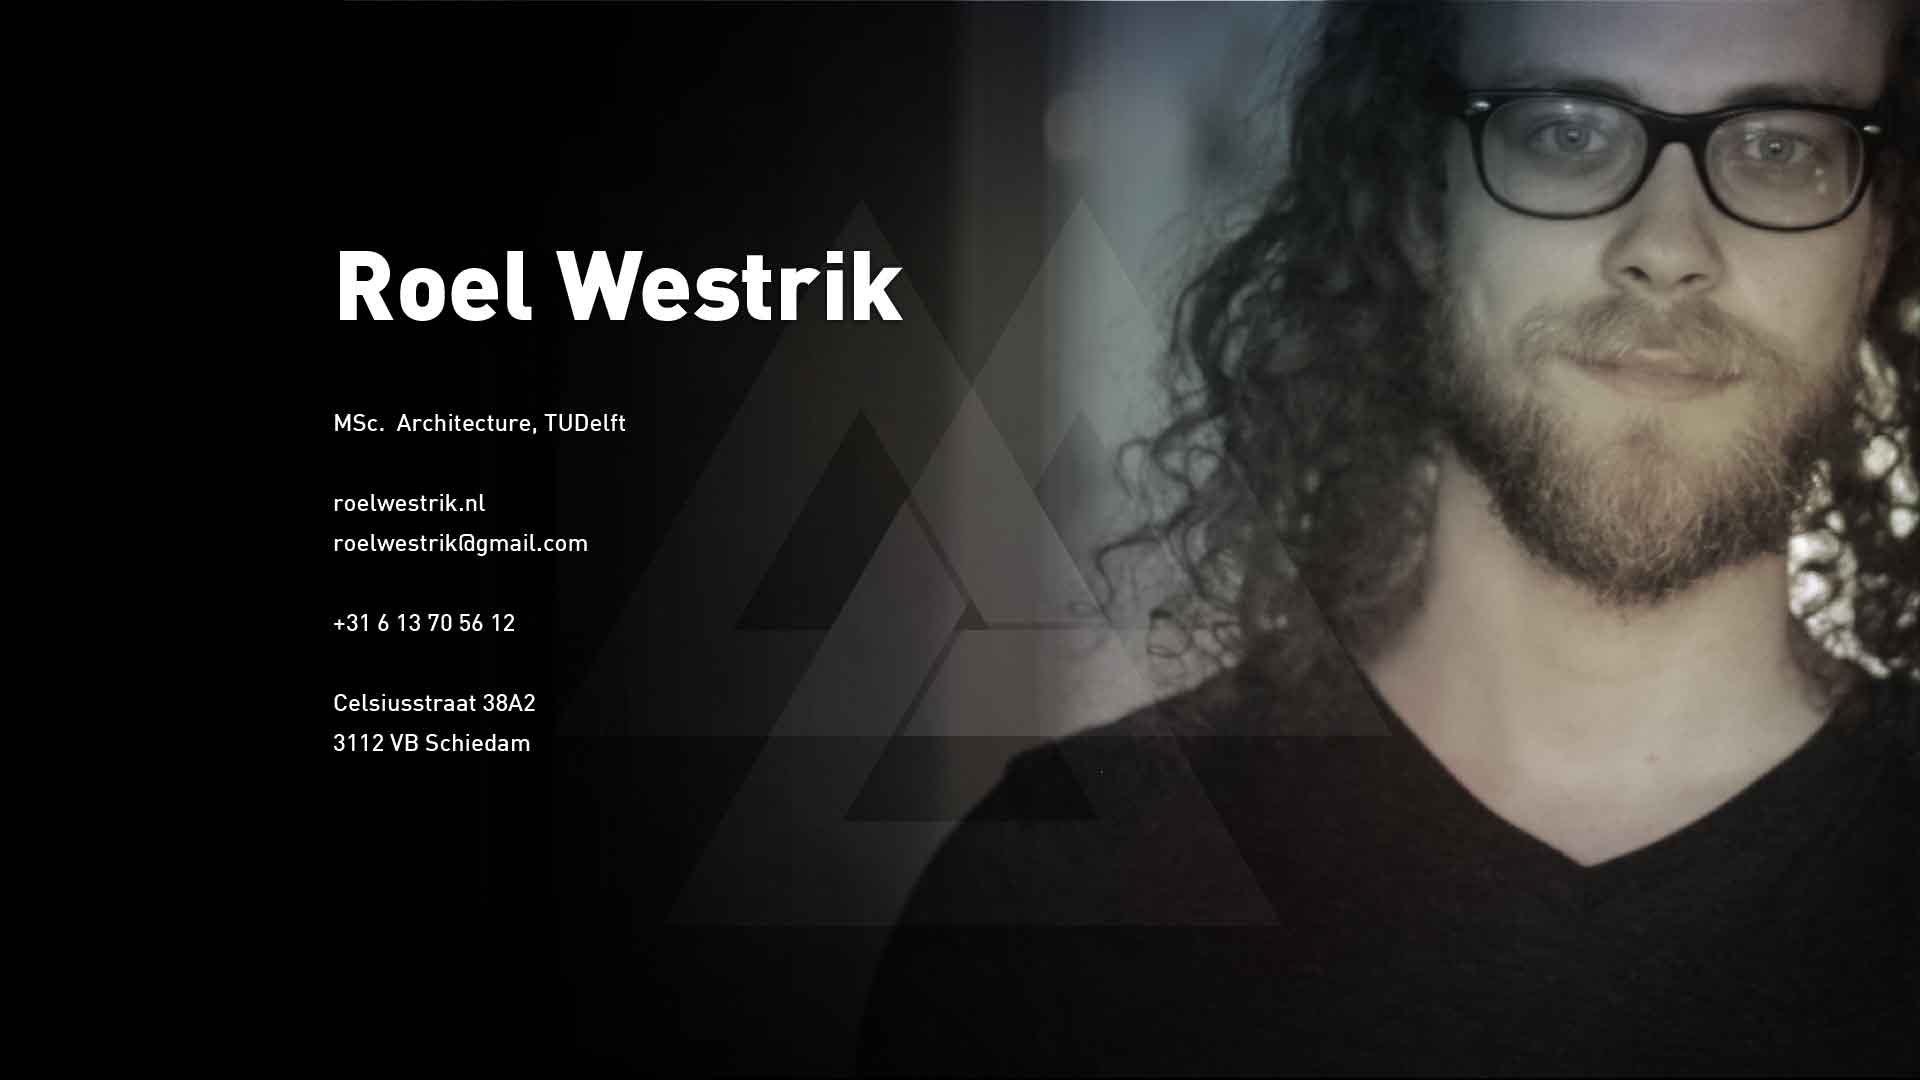 Roel Westrik
MSc.  Architecture, TUDelft
roelwestrik.nl
roelwestrik@gmail.com
+31 6 13 70 56 12
Celsiusstraat 38A2
3112 VB Schiedam